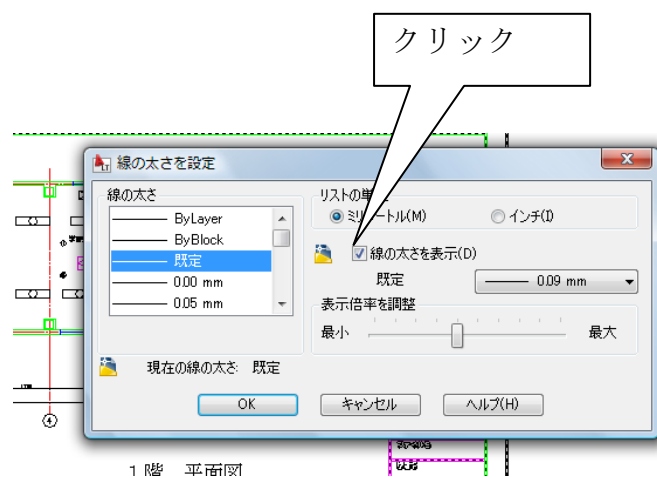 クリック
線の太さを設定
線の太さ
ByLayer
ByBlock
既定
0.00 mm
0.05 mm
現在の線の太さ: 既定
リストの単
ミリ ートル(M)
インチ(I)
線の太さを表示(D)
既定
0.09 mm
表示倍率を調整
最小
最大
OK
キャンセル
ヘルプ(H)
4
1階 平面図